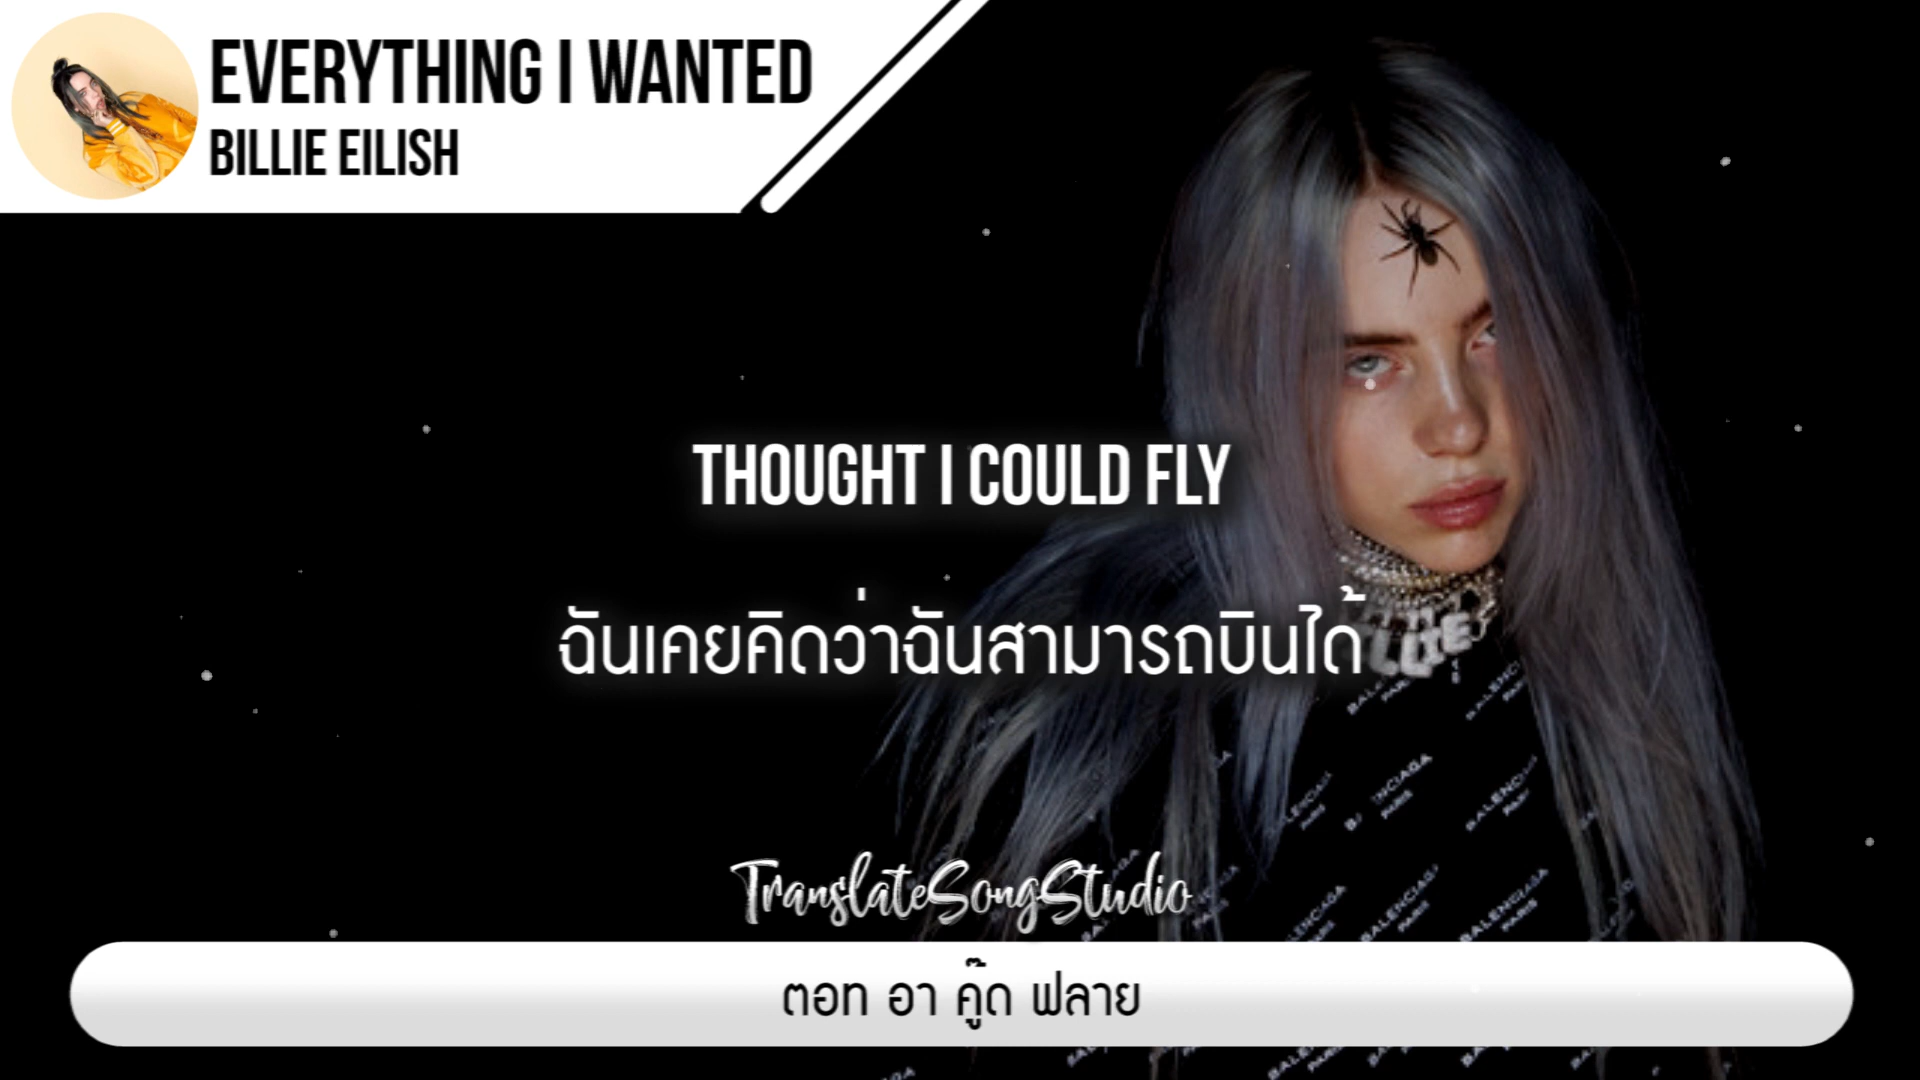 EVERYTHING I WANTED
BILLIE EILISH
THOUGHT I COULD FLY
ฉันเคยคิดว่าฉันสามารถบินได้
BALENCIAGA
PARIS
TranslateSongStudio
ตอท อา คู๊ด ฟลาย